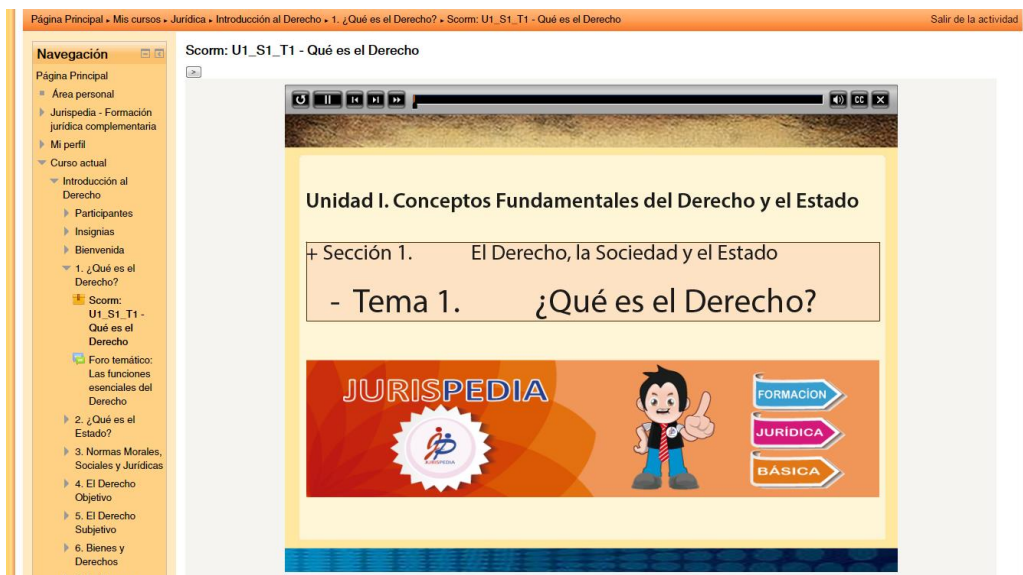 Página Principal ▸ Mis cursos ▸ Jurídica ▸ Introducción al Derecho ▸ 1. ¿Qué es el Derecho? ▸ Scorm: U1_S1_T1 - Qué es el Derecho
Salir de la actividad
Navegación
Página Principal
Área personal
Jurispedia - Formación
jurídica complementaria
Mi perfil
Curso actual
Introducción al
Derecho
Participantes
Insignias
Bienvenida
1. ¿Qué es el
Derecho?
Scorm:
U1_S1_T1 -
Qué es el
Derecho
Foro temático:
Las funciones
esenciales del
Derecho
2. ¿Qué es el
Estado?
3. Normas Morales,
Sociales y Jurídicas
4. El Derecho
Objetivo
5. El Derecho
Subjetivo
6. Bienes y
Derechos
Scorm: U1_S1_T1 - Qué es el Derecho
>
CC
Unidad I. Conceptos Fundamentales del Derecho y el Estado
+ Sección 1. El Derecho, la Sociedad y el Estado
- Tema 1. ¿Qué es el Derecho?
JURISPEDIA
JURISPEDIA
FORMACÍON
JURÍDICA
BÁSICA